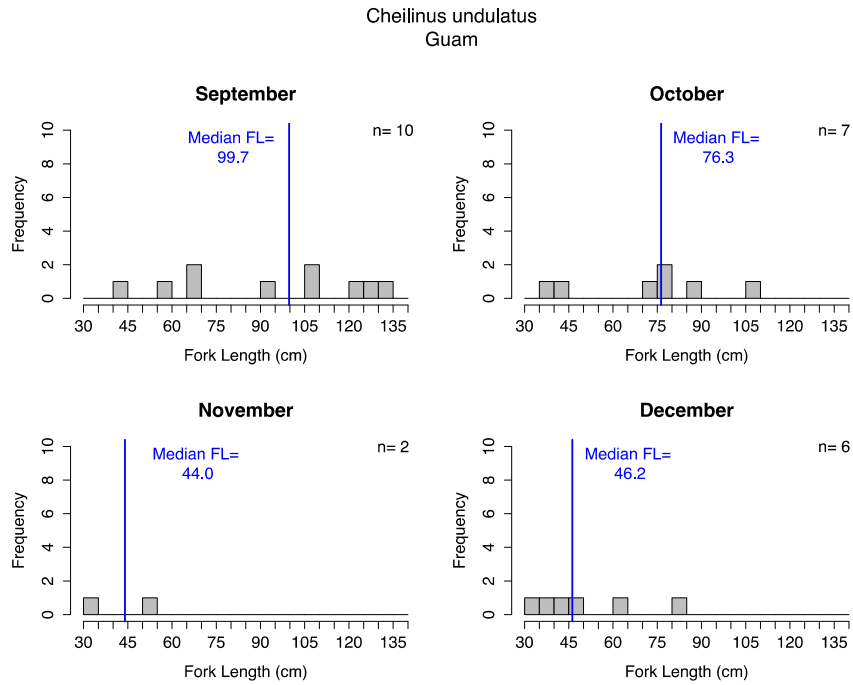 Cheilinus undulatus
Guam
September
Median FL=
99.7
n= 10
Frequency
0 2 4 6 8 10
30 45 60 75 90 105 120 135
Fork Length (cm)
October
Median FL=
76.3
n= 7
Frequency
0 2 4 6 8 10
30 45 60 75 90 105 120 135
Fork Length (cm)
November
Median FL=
44.0
n= 2
Frequency
0 2 4 6 8 10
30 45 60 75 90 105 120 135
Fork Length (cm)
December
Median FL=
46.2
n= 6
Frequency
0 2 4 6 8 10
30 45 60 75 90 105 120 135
Fork Length (cm)